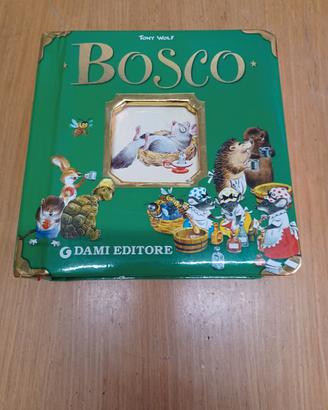 TONY WOLF
BOSCO
DAMI EDITORE